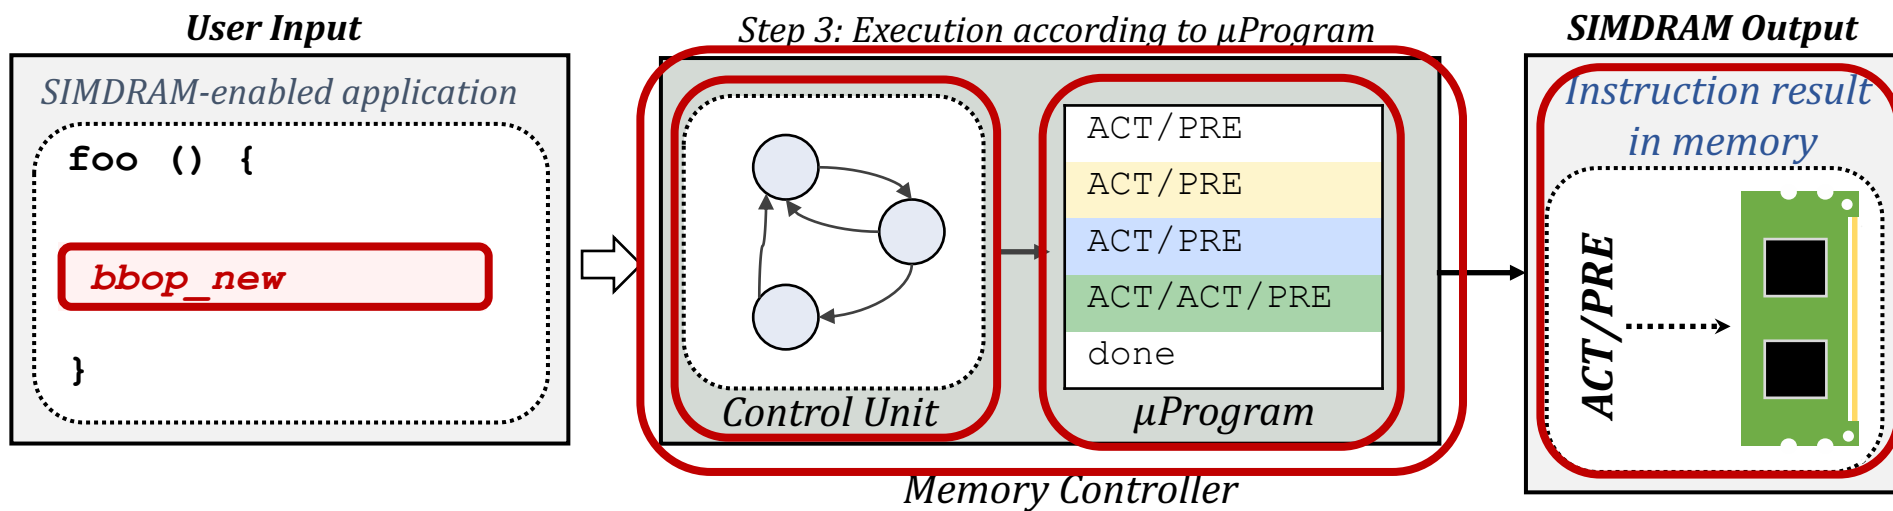 User Input
SIMDRAM-enabled application
foo () {
bbop_new
}
Step 3: Execution according to µProgram
Control Unit
ACT/PRE
ACT/PRE
ACT/PRE
ACT/ACT/PRE
done
µProgram
Memory Controller
SIMDRAM Output
Instruction result
in memory
ACT/PRE